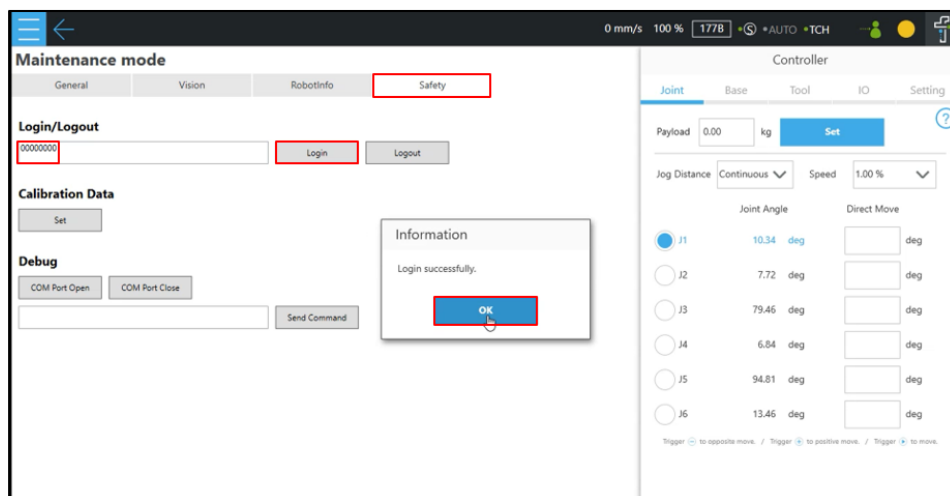 0 mm/s 100 % 177B S AUTO TCH
Maintenance mode
General Vision RobotInfo Safety
Login/Logout
00000000 Login Logout
Calibration Data
Set
Debug
COM Port Open COM Port Close
Send Command
Information
Login successfully.
OK
Controller
Joint Base Tool IO Setting
?
Payload 0.00 kg Set
Jog Distance Continuous Speed 1.00 %
Joint Angle Direct Move
J1 10.34 deg deg
J2 7.72 deg deg
J3 79.46 deg deg
J4 6.84 deg deg
J5 94.81 deg deg
J6 13.46 deg deg
Trigger - to opposite move. / Trigger + to positive move. / Trigger to move.